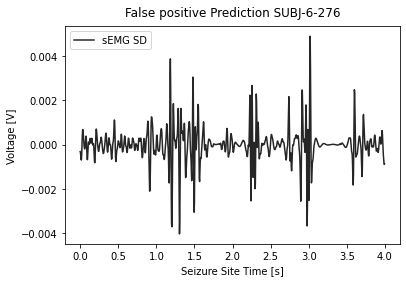 False positive Prediction SUBJ-6-276
sEMG SD
Voltage [V]
0.004
0.002
0.000
−0.002
−0.004
0.0 0.5 1.0 1.5 2.0 2.5 3.0 3.5 4.0
Seizure Site Time [s]